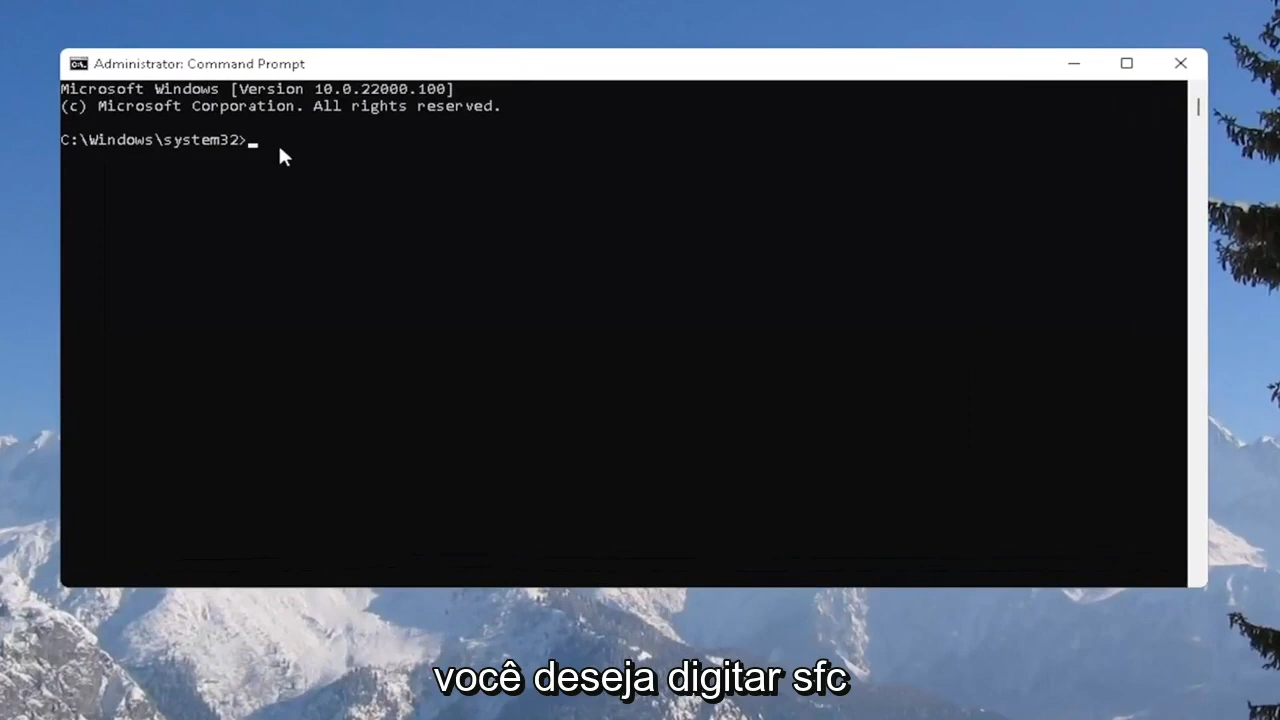 Administrator: Command Prompt
Microsoft Windows [Version 10.0.22000.100]
(c) Microsoft Corporation. All rights reserved.
C:\Windows\system32>
você deseja digitar sfc